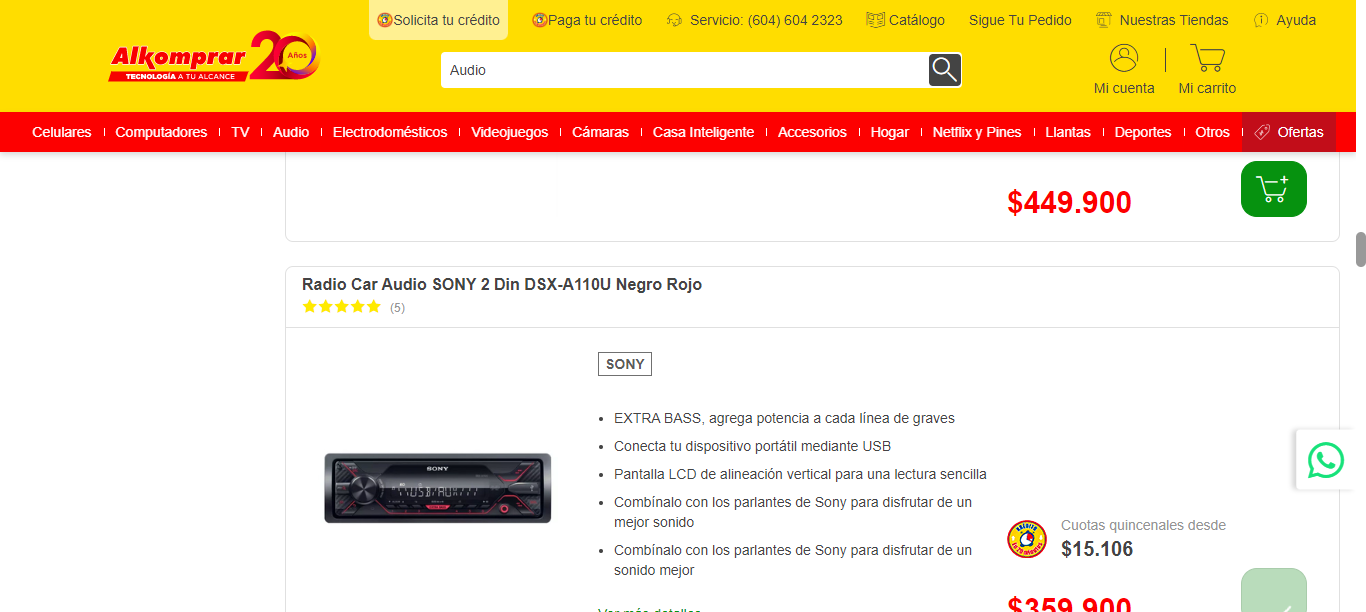 Solicita tu crédito
Paga tu crédito
Servicio: (604) 604 2323
Catálogo
Sigue Tu Pedido
Nuestras Tiendas
Ayuda
Alkomprar 20 Años
TECNOLOGÍA A TU ALCANCE
Audio
Mi cuenta
Mi carrito
Celulares
Computadores
TV
Audio
Electrodomésticos
Videojuegos
Cámaras
Casa Inteligente
Accesorios
Hogar
Netflix y Pines
Llantas
Deportes
Otros
Ofertas
$449.900
Radio Car Audio SONY 2 Din DSX-A110U Negro Rojo
(5)
SONY
EXTRA BASS, agrega potencia a cada línea de graves
Conecta tu dispositivo portátil mediante USB
Pantalla LCD de alineación vertical para una lectura sencilla
Combínalo con los parlantes de Sony para disfrutar de un
mejor sonido
Combínalo con los parlantes de Sony para disfrutar de un
sonido mejor
SONY
Cuotas quincenales desde
$15.106
$359.900
Ver más detalles